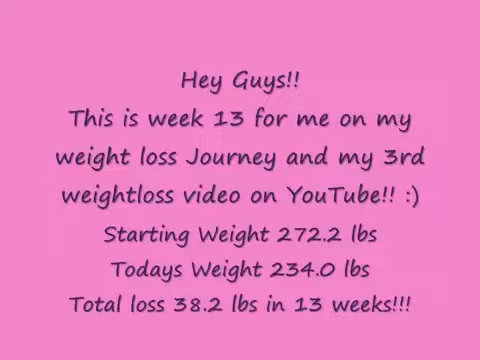 Hey Guys!!
This is week 13 for me on my
weight loss Journey and my 3rd
weightloss video on YouTube!! :)
Starting Weight 272.2 lbs
Todays Weight 234.0 lbs
Total loss 38.2 lbs in 13 weeks!!!